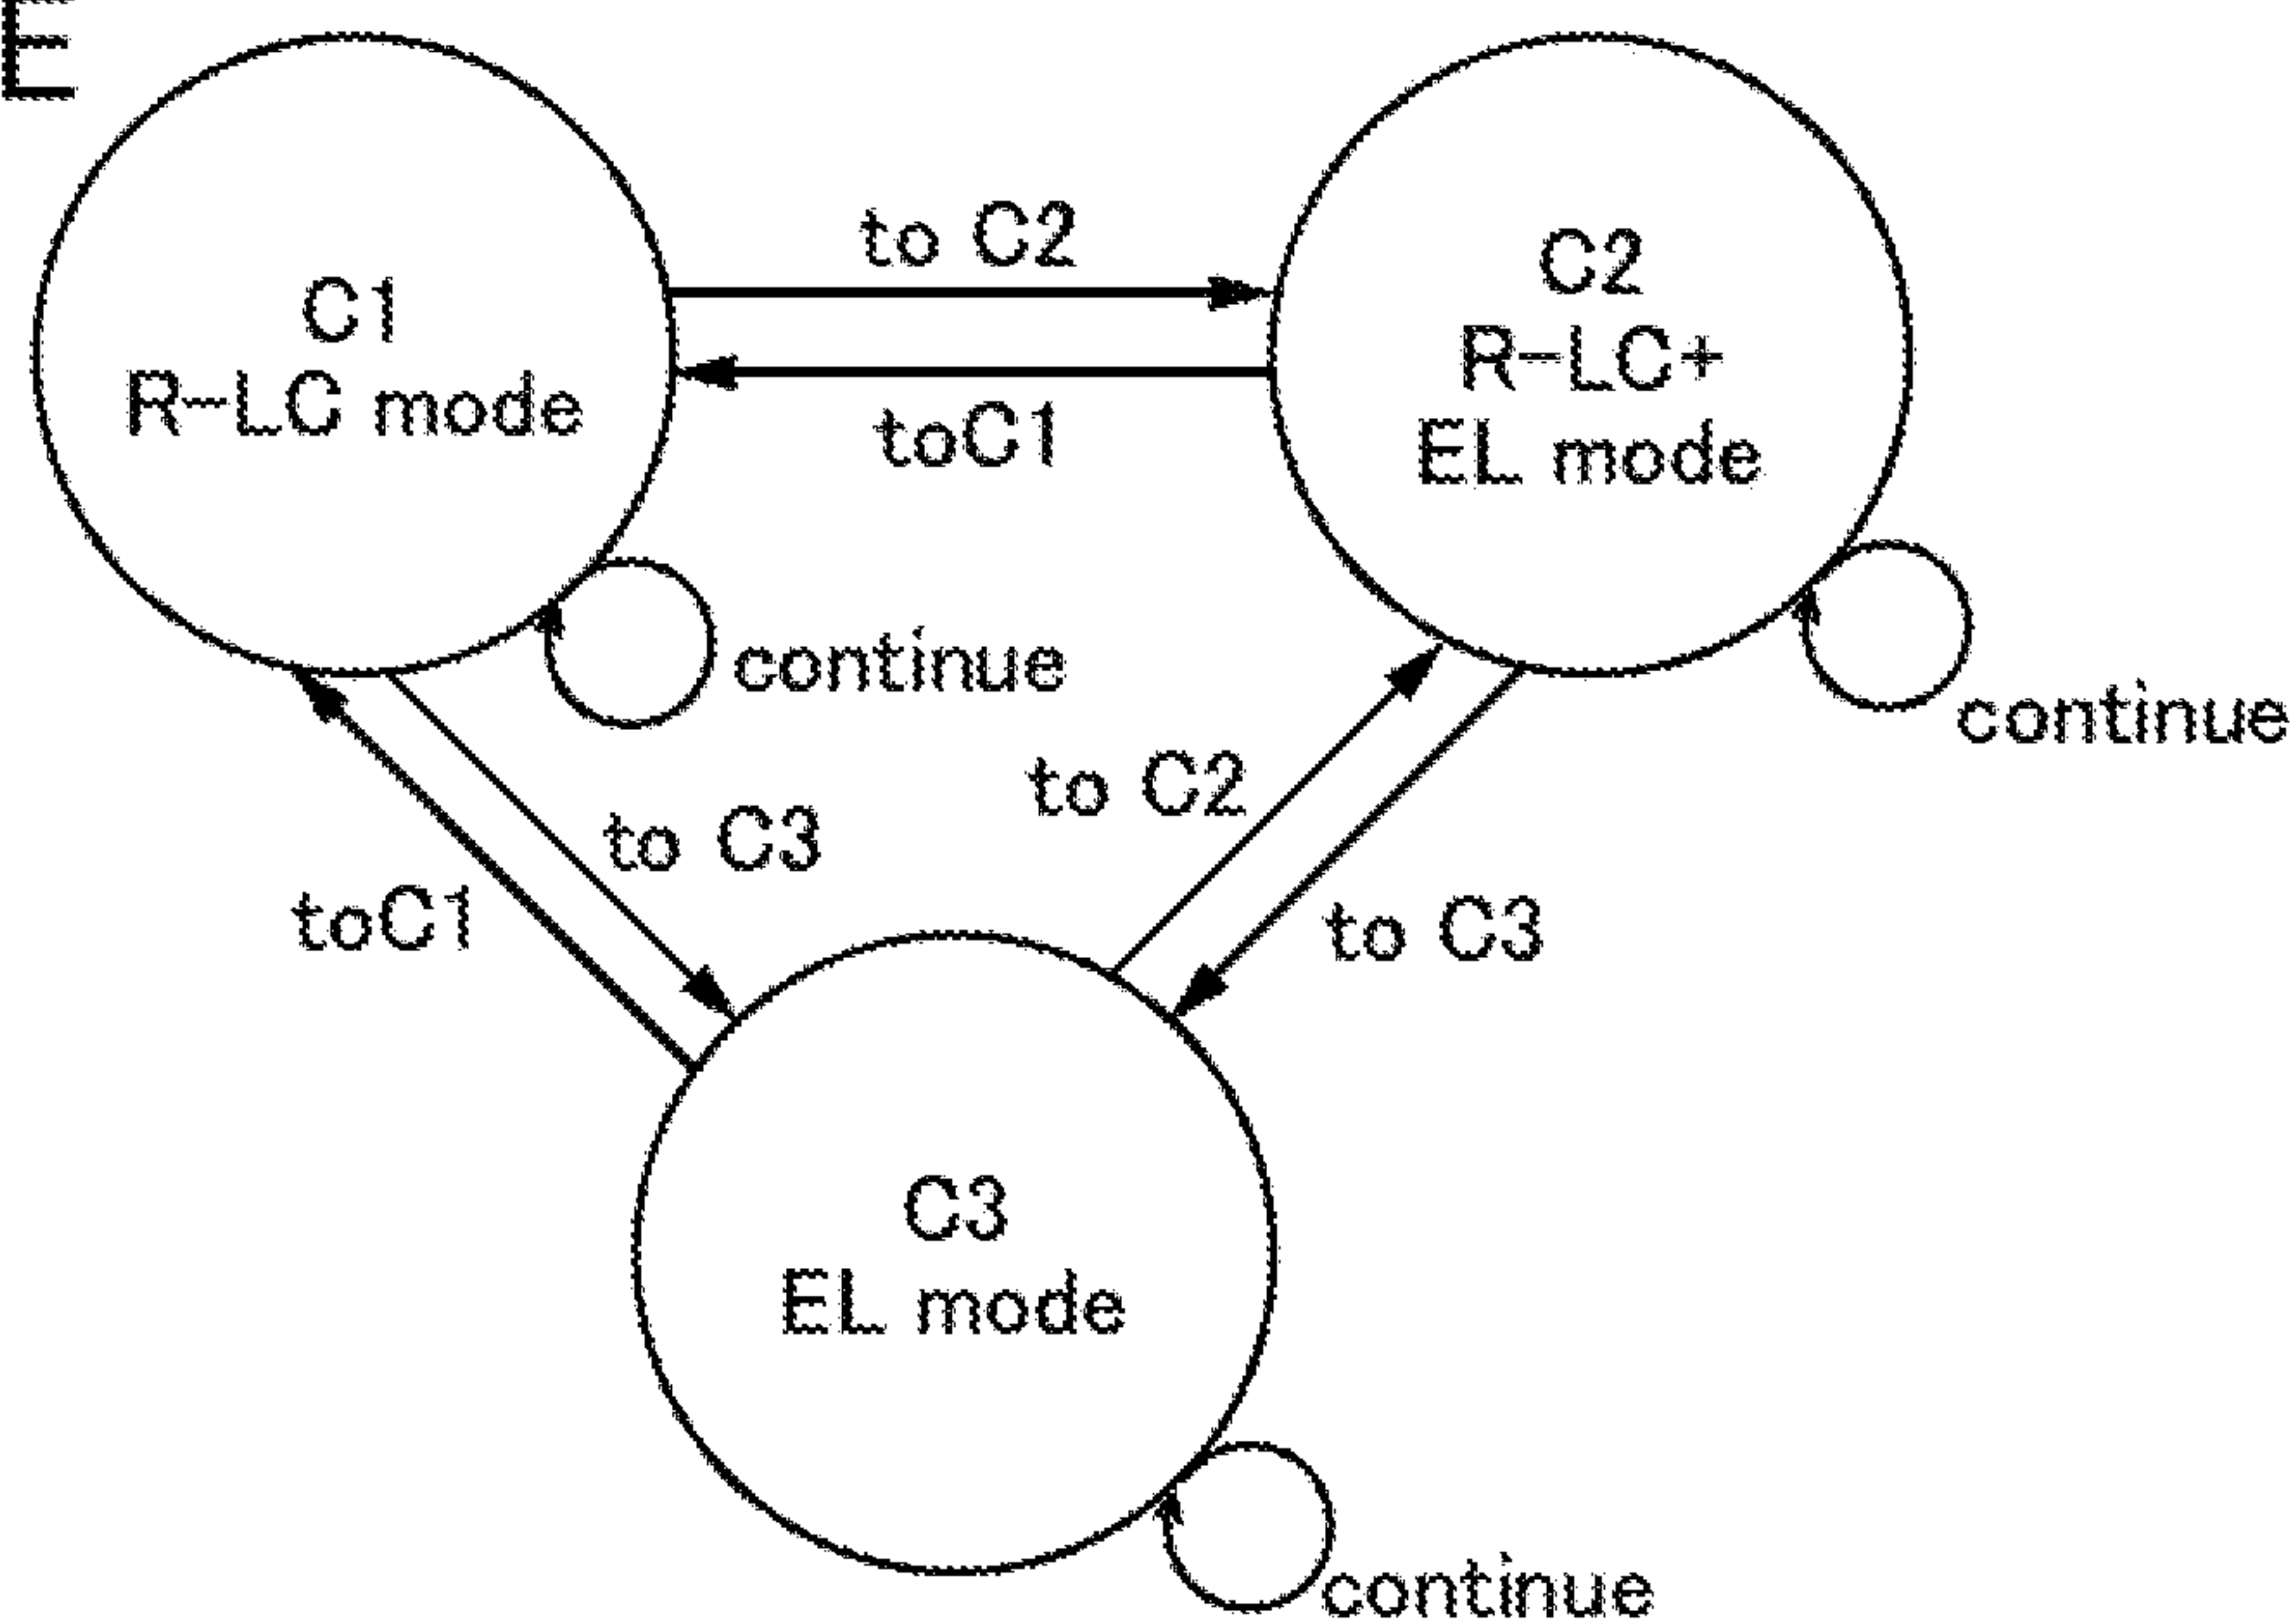 E
to C2
C1
R-LC mode
C2
R-LC+
EL mode
toC1
continue
continue
to C2
to C3
toC1
to C3
C3
EL mode
continue